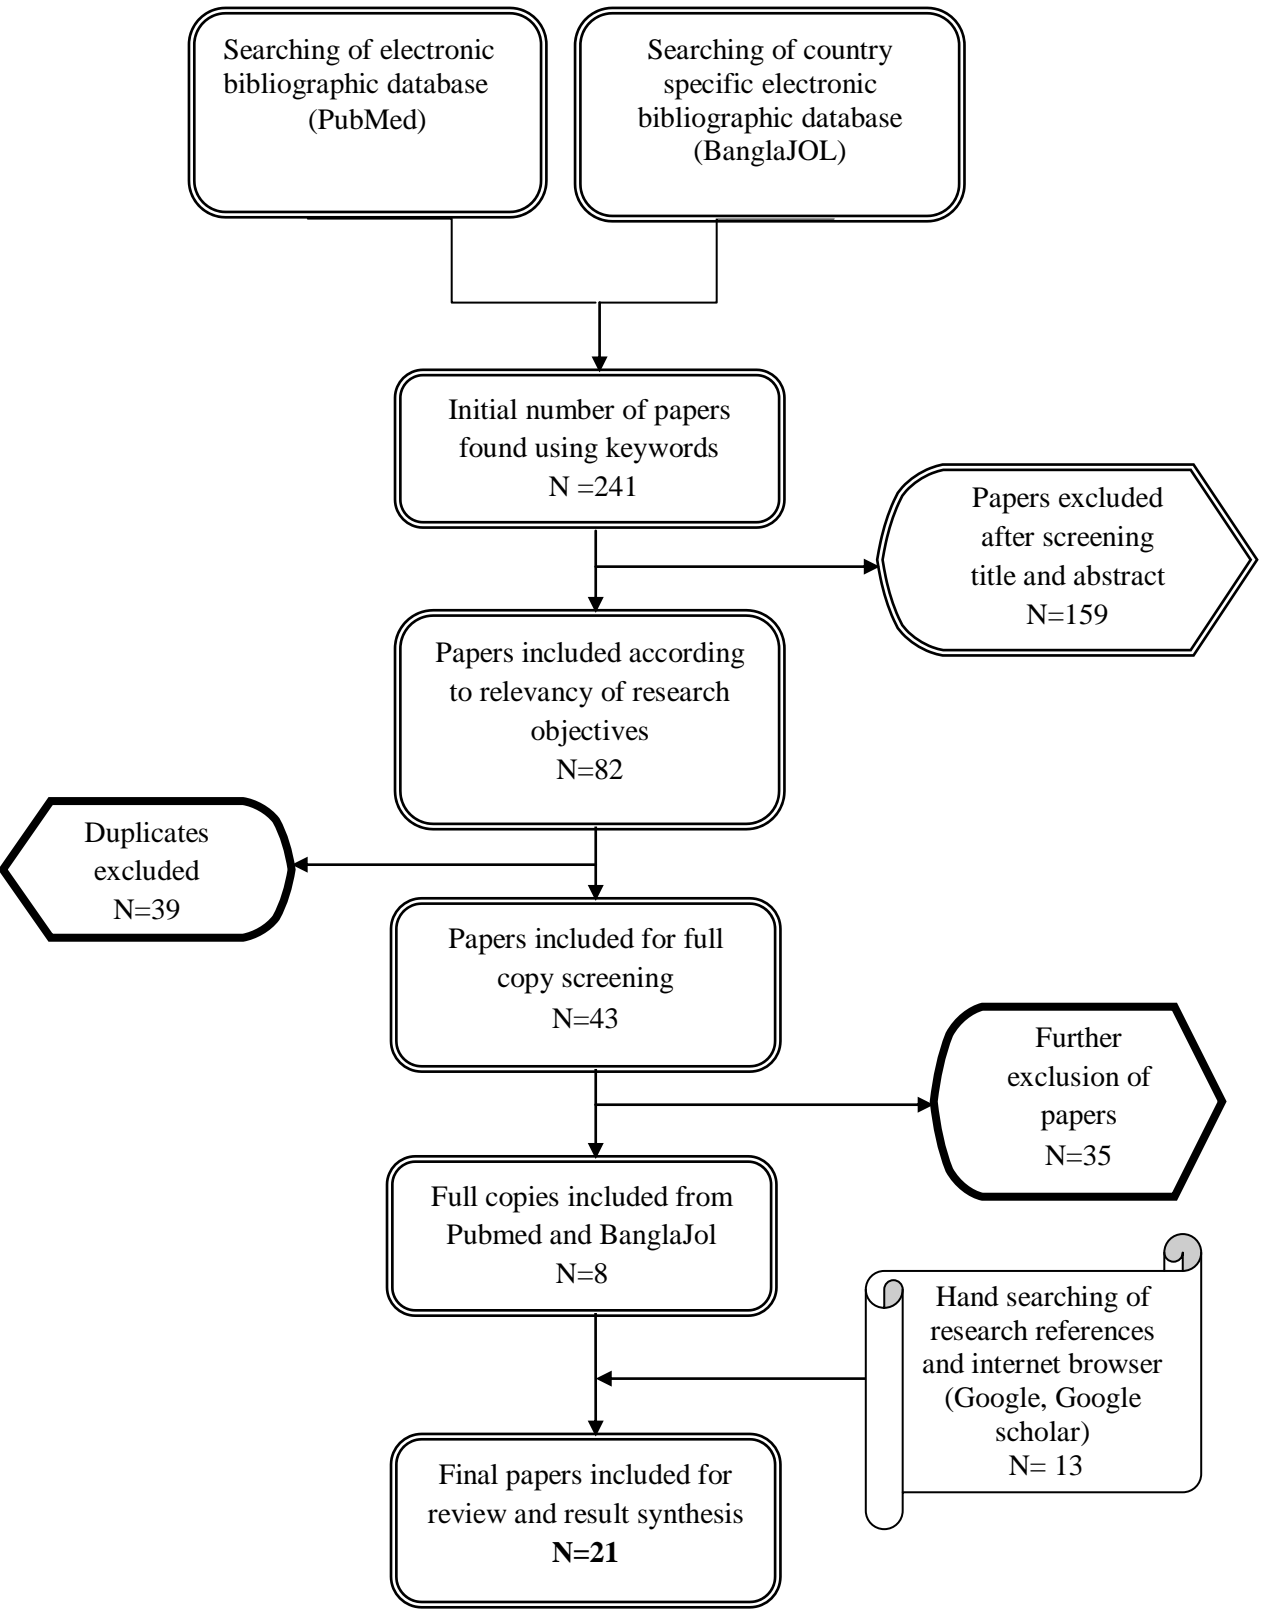 Searching of electronic
bibliographic database
(PubMed)
Searching of country
specific electronic
bibliographic database
(BanglaJOL)
Initial number of papers
found using keywords
N =241
Papers excluded
after screening
title and abstract
N=159
Papers included according
to relevancy of research
objectives
N=82
Duplicates
excluded
N=39
Papers included for full
copy screening
N=43
Further
exclusion of
papers
N=35
Full copies included from
Pubmed and BanglaJol
N=8
Hand searching of
research references
and internet browser
(Google, Google
scholar)
N= 13
Final papers included for
review and result synthesis
N=21